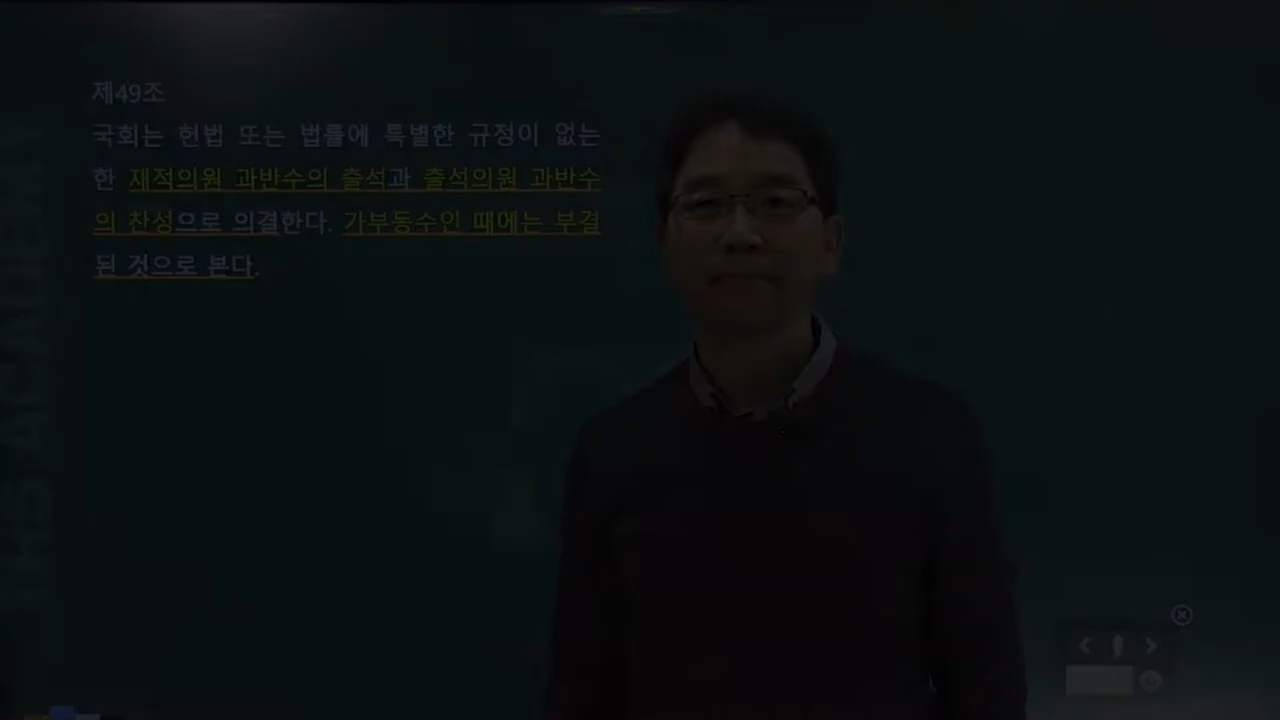 제49조
국회는 헌법 또는 법률에 특별한 규정이 없는
한 재적의원 과반수의 출석과 출석의원 과반수
의 찬성으로 의결한다. 가부동수인 때에는 부결
된 것으로 본다.
ACADEMY